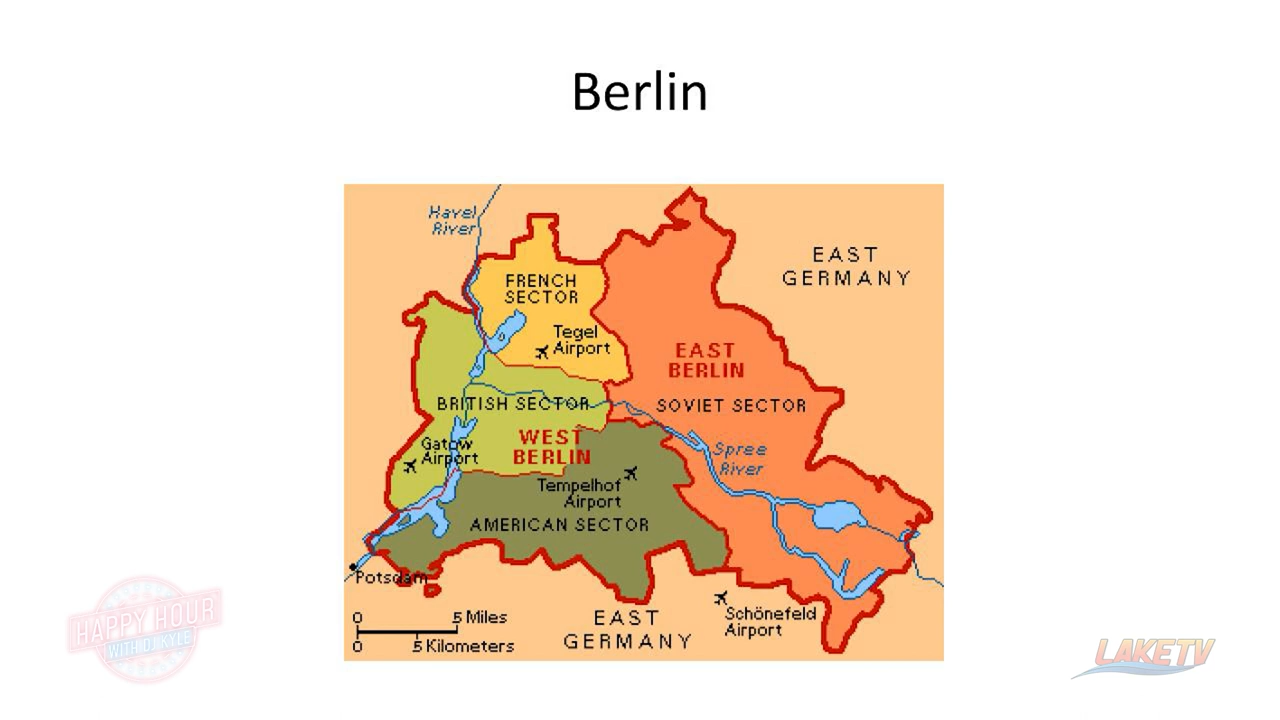 Berlin
Havel
River
EAST
GERMANY
FRENCH
SECTOR
Tegel
Airport
EAST
BERLIN
BRITISH SECTOR
SOVIET SECTOR
WEST
BERLIN
Gatow
Airport
Spree
River
Tempelhof
Airport
AMERICAN SECTOR
Potsdam
0 5 Miles
0 5 Kilometers
EAST
GERMANY
Schönefeld
Airport
HAPPY HOUR
WITH DJ KYLE
LAKETV